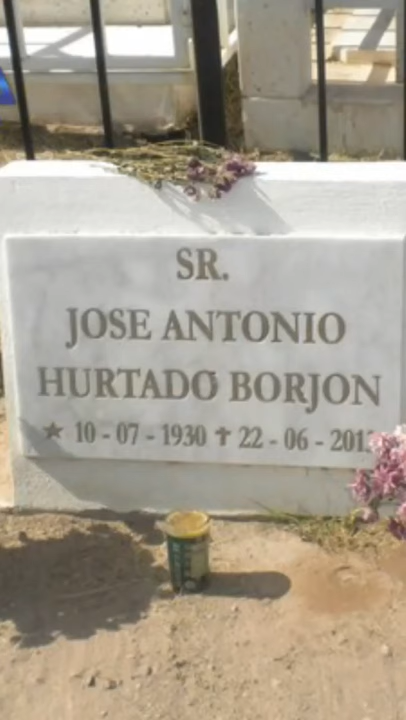 SR.
JOSE ANTONIO
HURTADO BORJON
★ 10 - 07 - 1930 ✝ 22 - 06 - 201